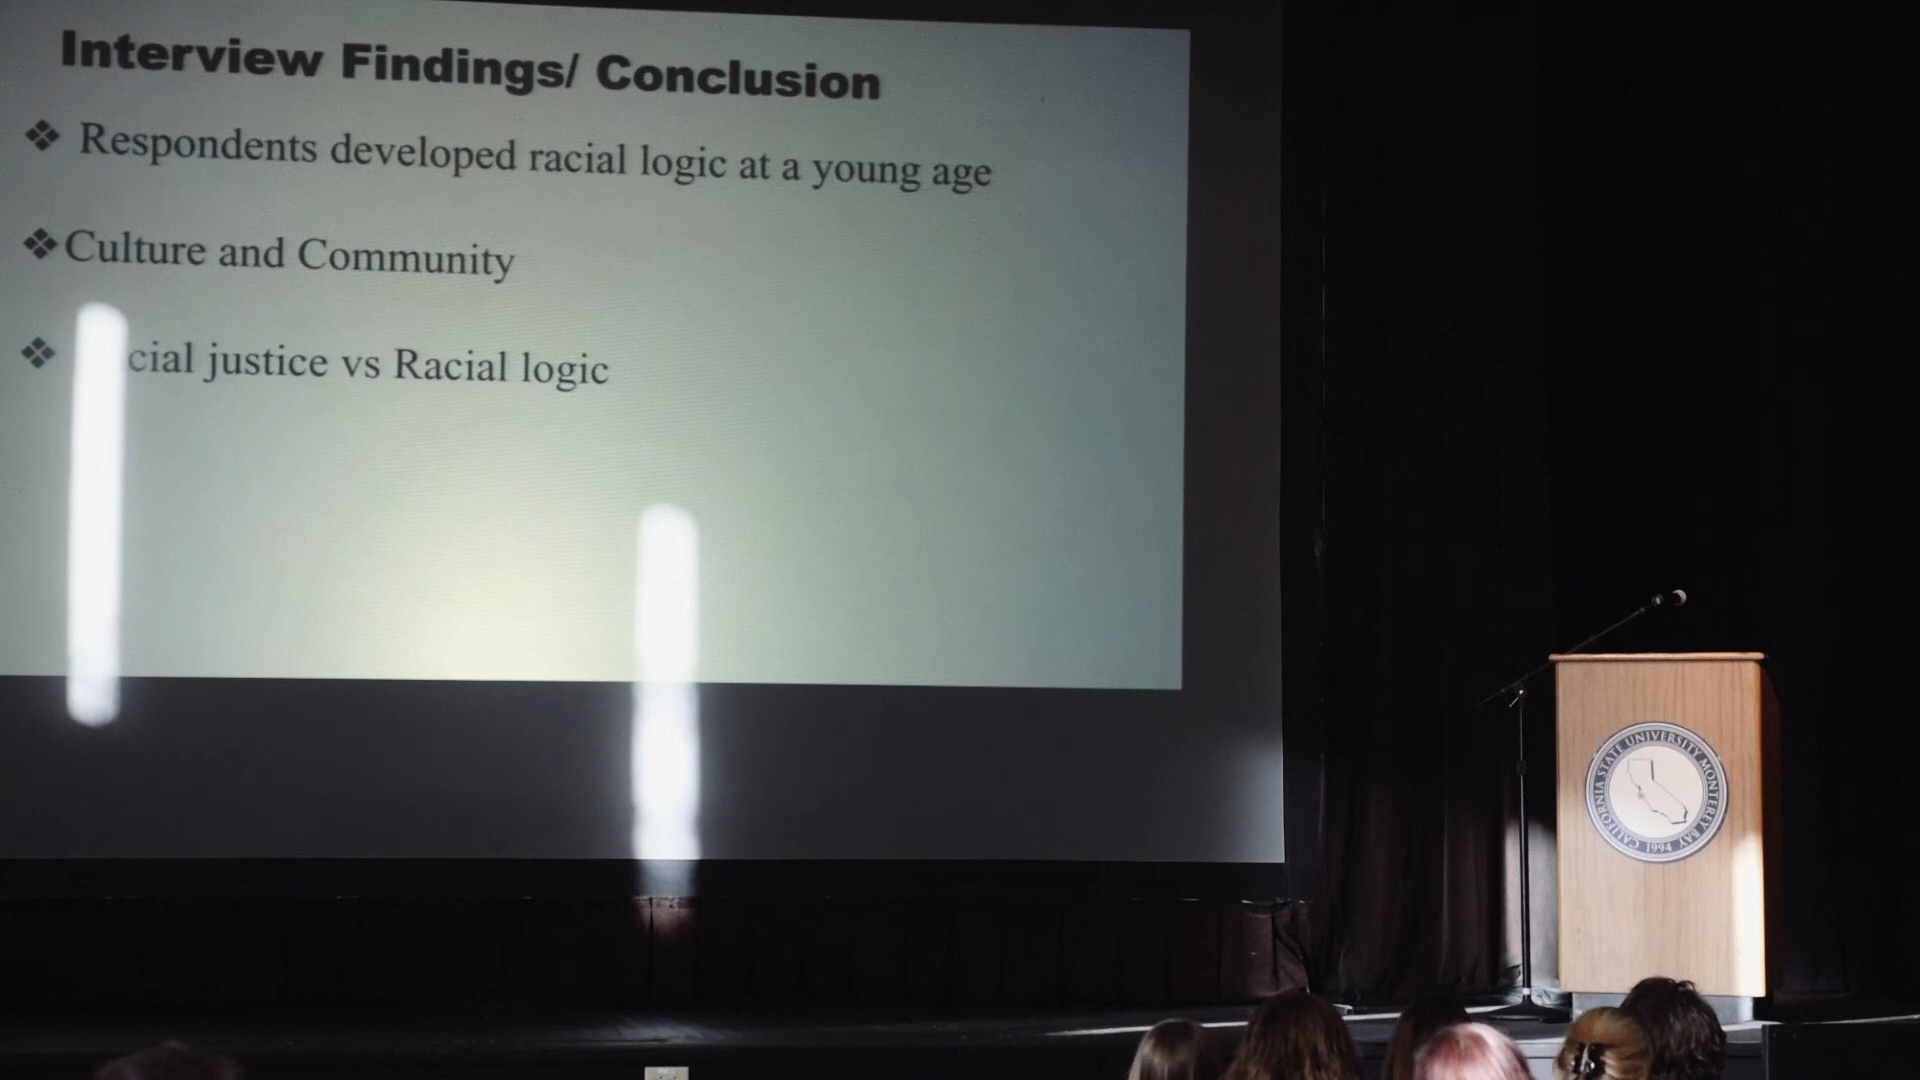 Interview Findings/ Conclusion
❖ Respondents developed racial logic at a young age
❖ Culture and Community
❖ justice vs Racial logic
CALIFORNIA STATE UNIVERSITY MONTEREY BAY
1994